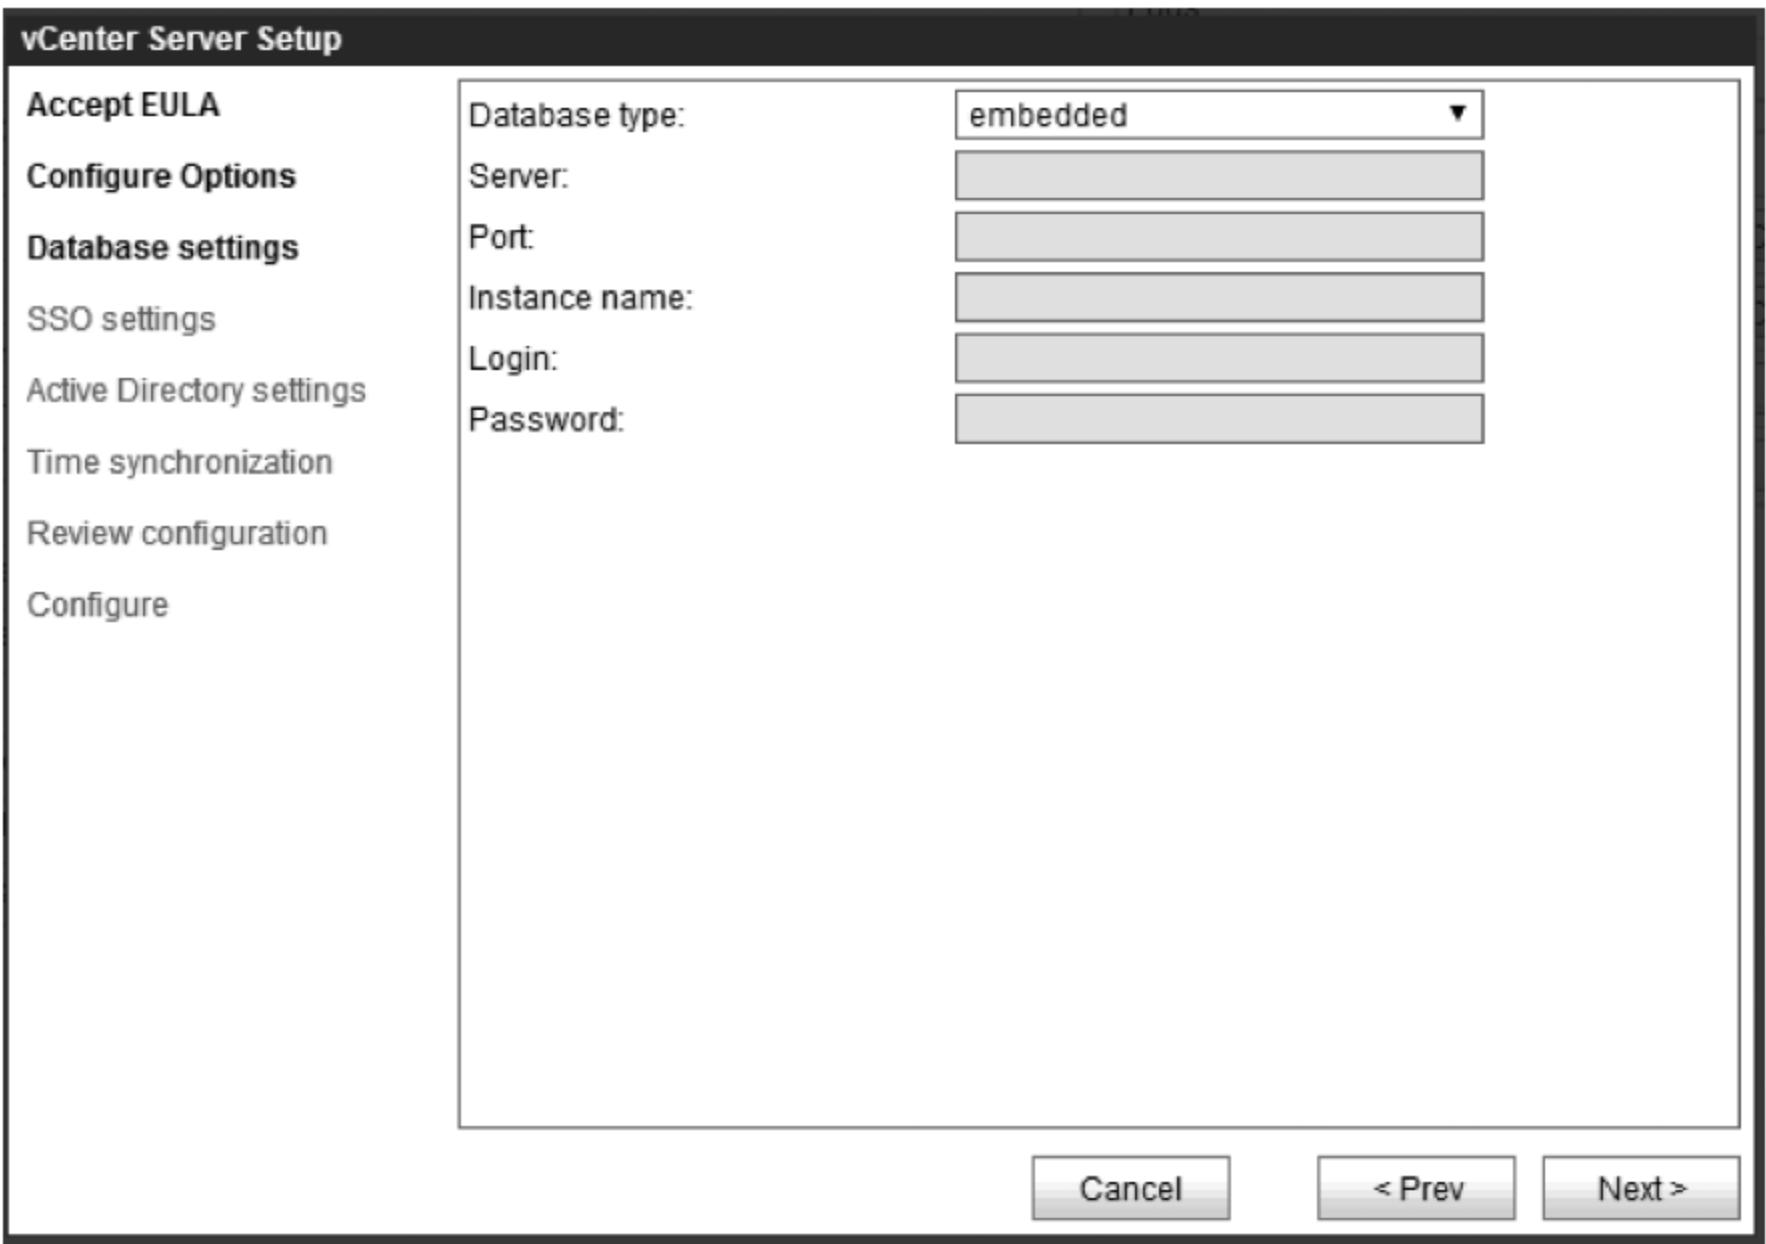 vCenter Server Setup
Accept EULA
Configure Options
Database settings
SSO settings
Active Directory settings
Time synchronization
Review configuration
Configure
Database type: embedded
Server:
Port:
Instance name:
Login:
Password:
Cancel
< Prev
Next >